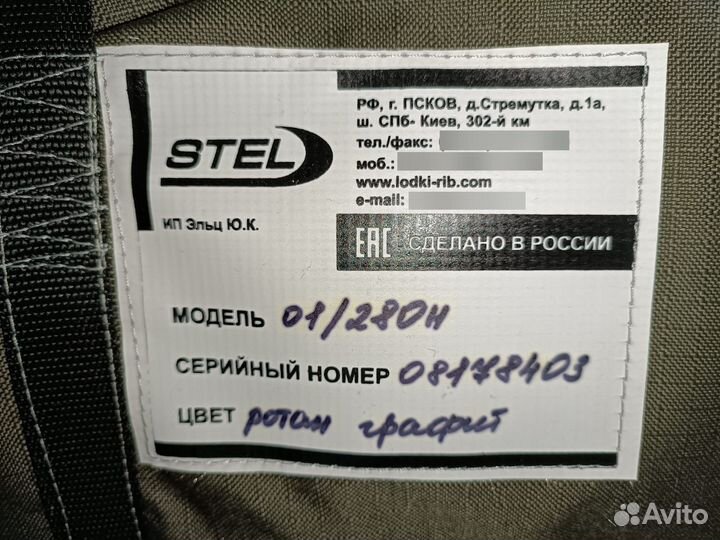 STEL
ИП Эльц Ю.К.
РФ, г. ПСКОВ, д.Стремутка, д.1а,
ш. СПб- Киев, 302-й км
тел./факс:
моб.:
www.lodki-rib.com
e-mail:
EAC СДЕЛАНО В РОССИИ
МОДЕЛЬ 01/280Н
СЕРИЙНЫЙ НОМЕР 08178403
ЦВЕТ ротан графит
Avito